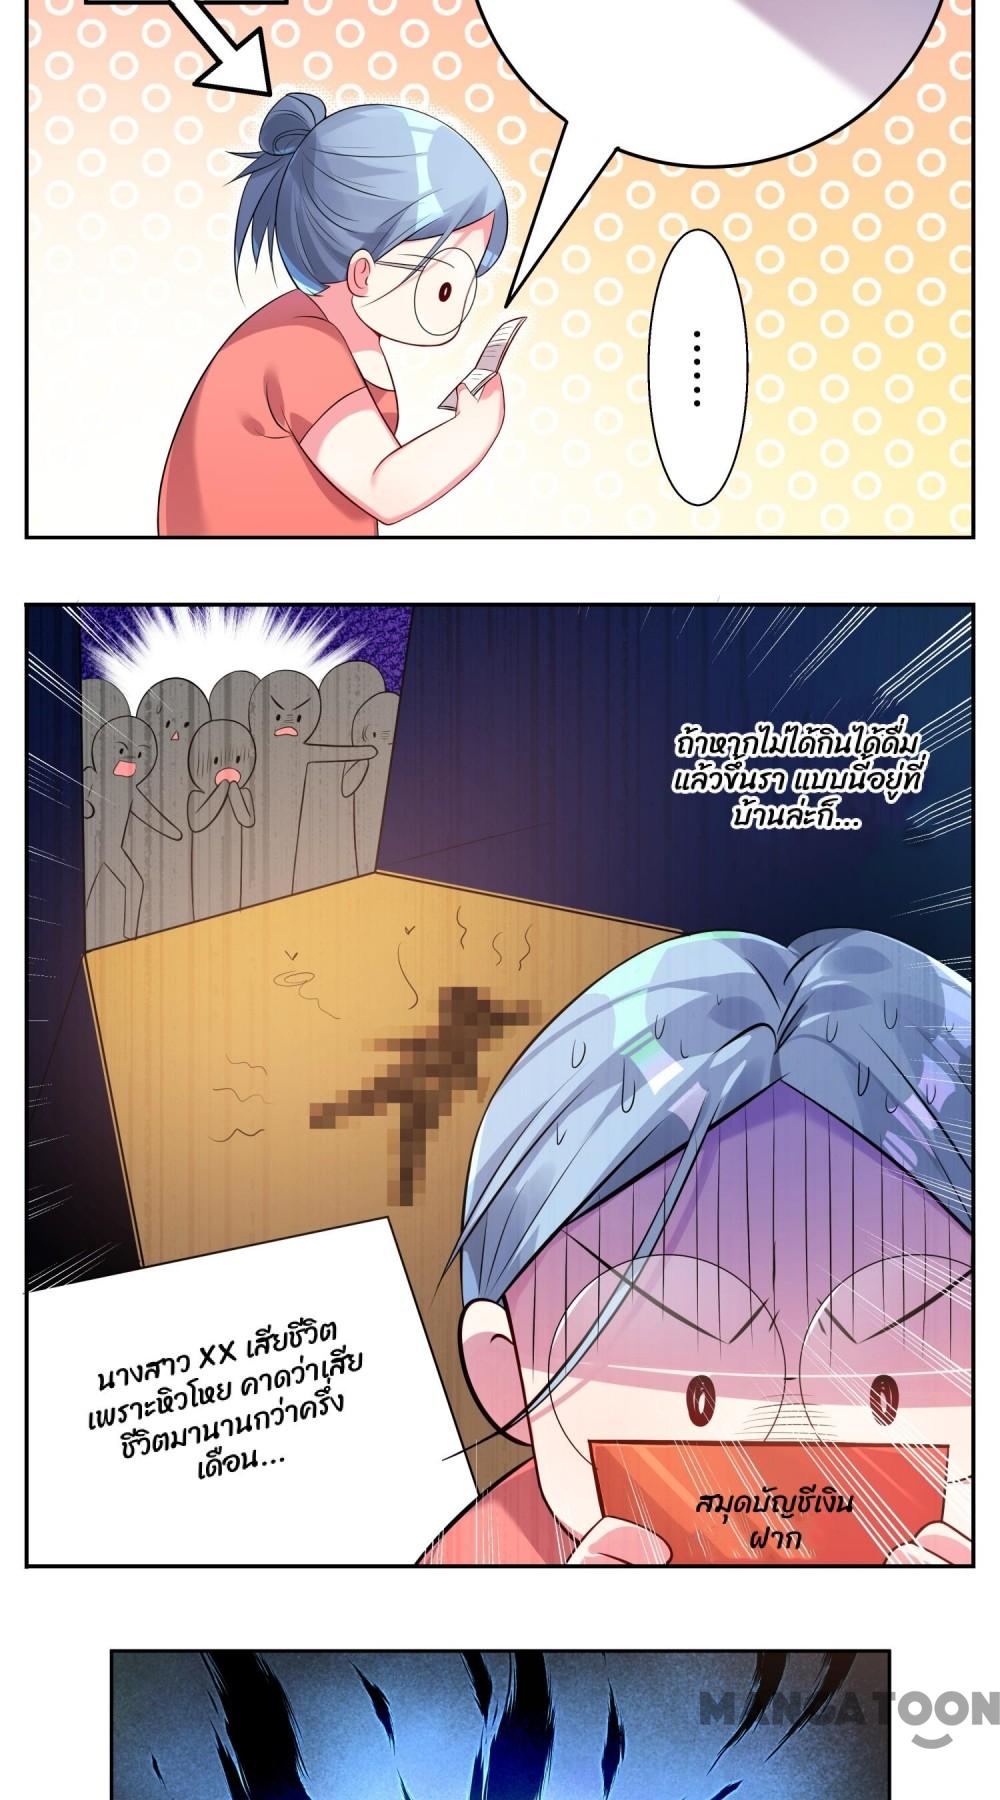 ......
ถ้าหากไม่ได้กินได้ดื่ม
แล้วขึ้นรา แบบนี้อยู่ที่
บ้านล่ะก็...
นางสาว XX เสียชีวิต
เพราะหิวโหย คาดว่าเสีย
ชีวิตมานานกว่าครึ่ง
เดือน...
สมุดบัญชีเงิน
ฝาก
MANGATOON